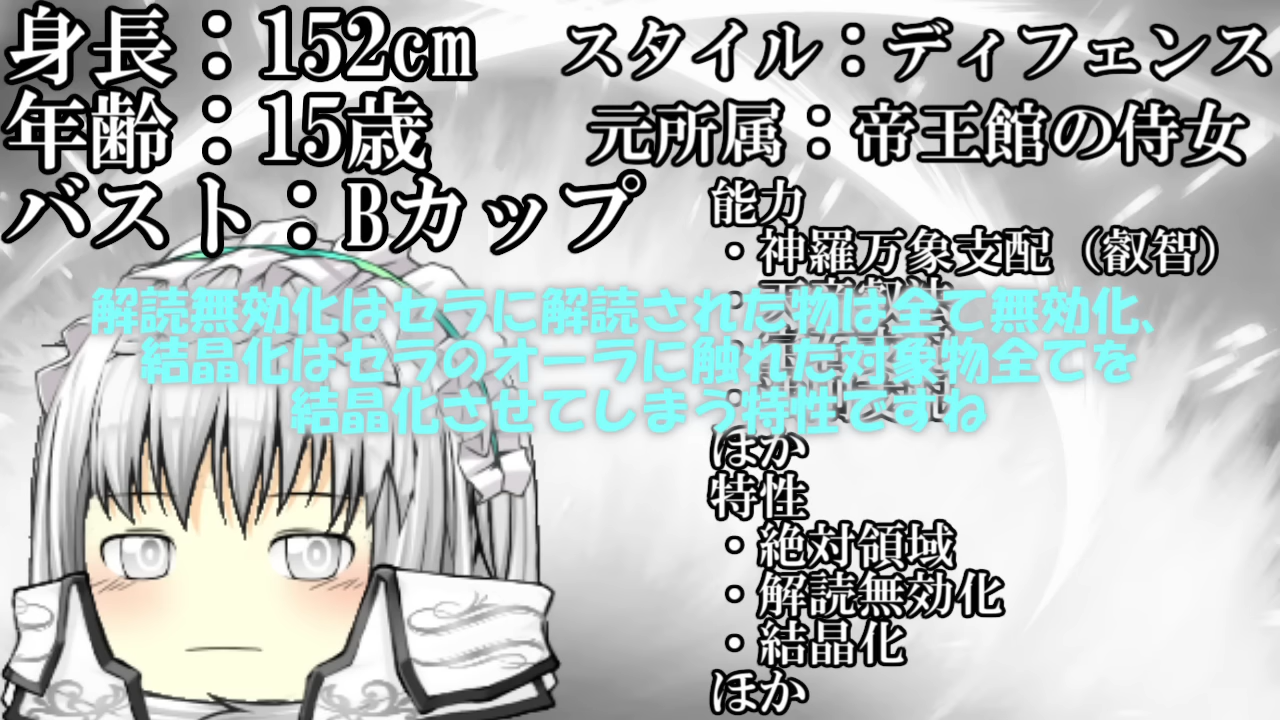 身長：152cm
年齢：15歳
バスト：Bカップ
スタイル：ディフェンス
元所属：帝王館の侍女
能力
・神羅万象支配（叡智）
解読無効化はセラに解読された物は全て無効化、
結晶化はセラのオーラに触れた対象物全てを
結晶化させてしまう特性ですね
ほか
特性
・絶対領域
・解読無効化
・結晶化
ほか